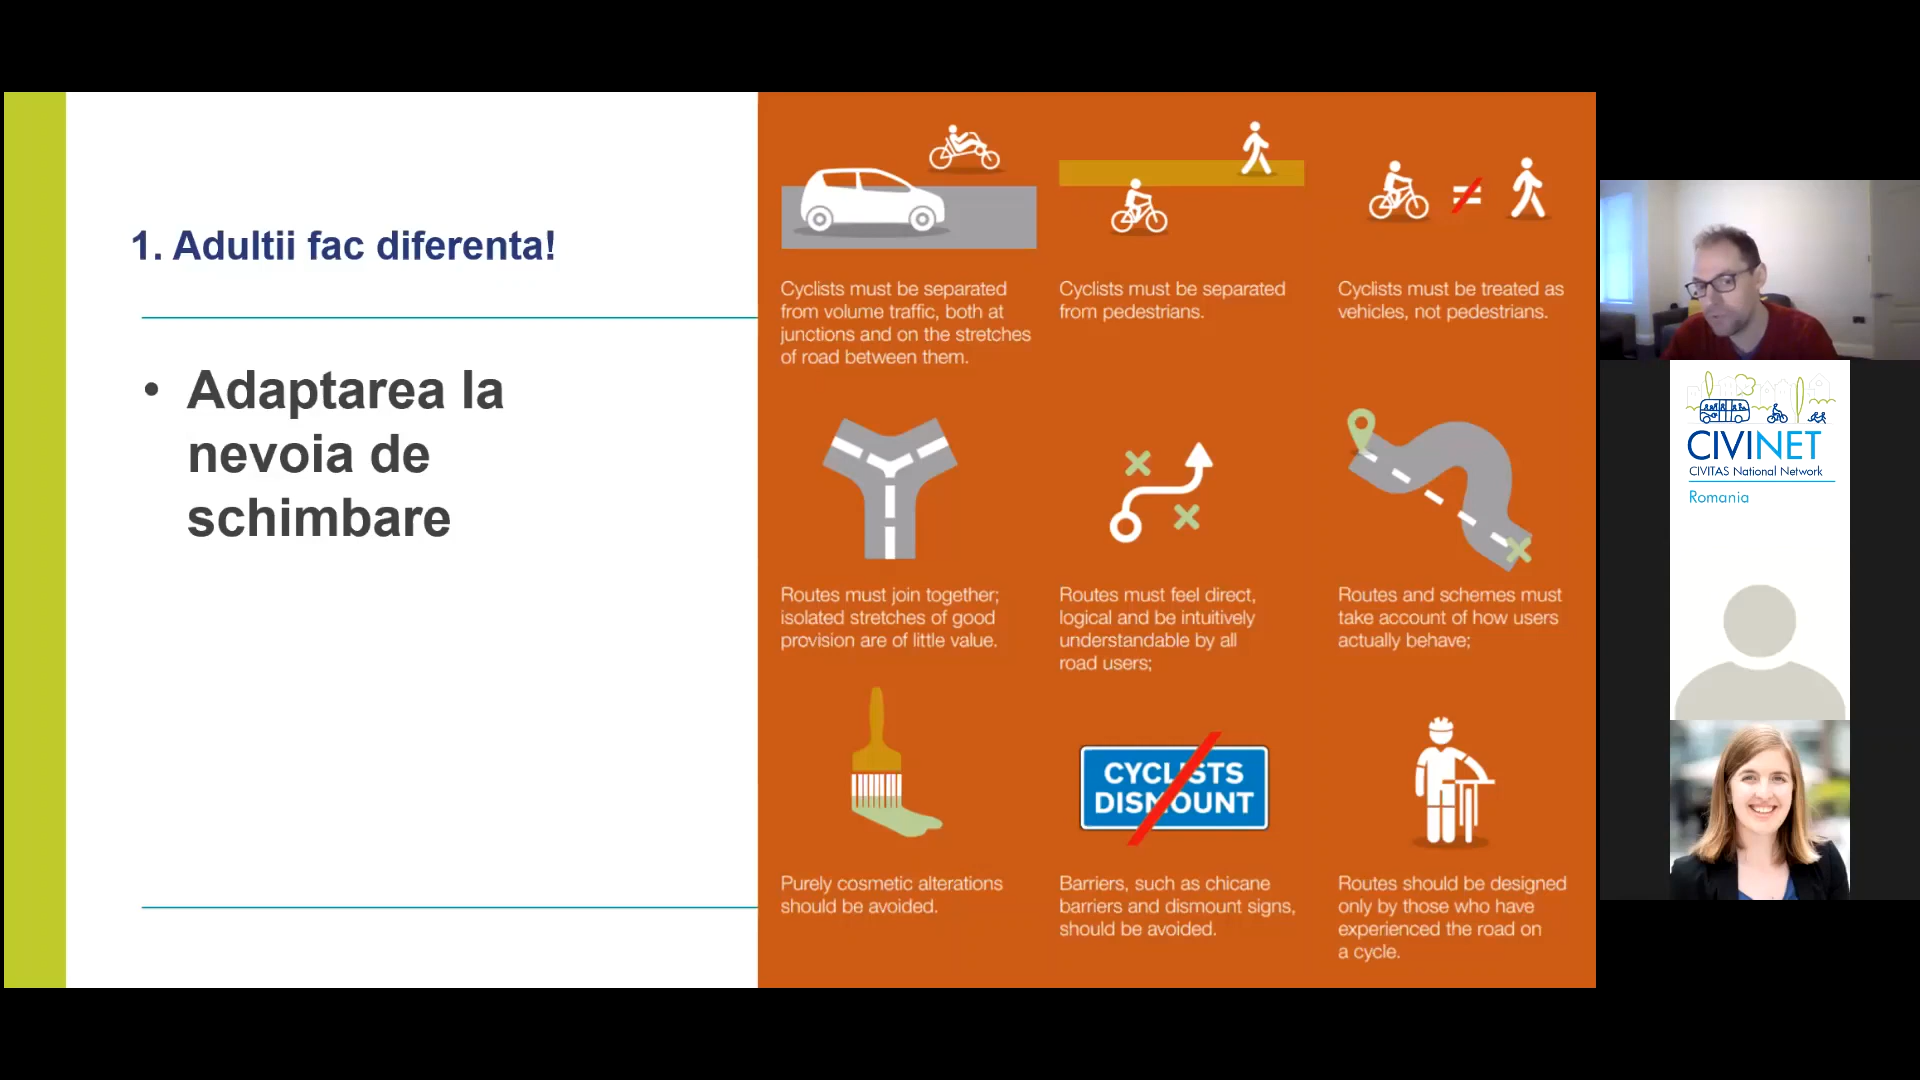 1. Adultii fac diferenta!
• Adaptarea la
nevoia de
schimbare
Cyclists must be separated
from volume traffic, both at
junctions and on the stretches
of road between them.
Cyclists must be separated
from pedestrians.
Cyclists must be treated as
vehicles, not pedestrians.
Routes must join together;
isolated stretches of good
provision are of little value.
Routes must feel direct,
logical and be intuitively
understandable by all
road users;
Routes and schemes must
take account of how users
actually behave;
CYCLISTS
DISMOUNT
Purely cosmetic alterations
should be avoided.
Barriers, such as chicane
barriers and dismount signs,
should be avoided.
Routes should be designed
only by those who have
experienced the road on
a cycle.
CIVINET
CIVITAS National Network
Romania